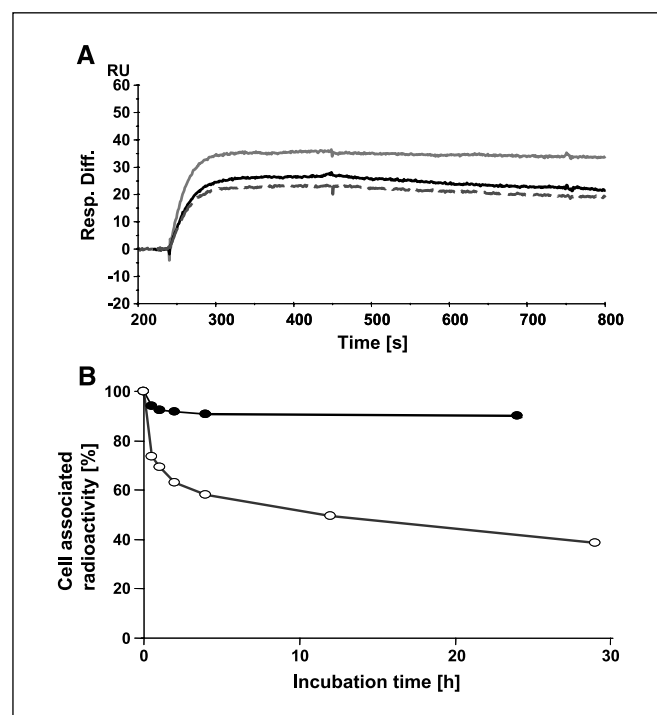 A
RU
60
50
40
30
20
10
0
-10
-20
Resp. Diff.
200 300 400 500 600 700 800
Time [s]
B
100
80
60
40
20
0
Cell associated
radioactivity [%]
0 10 20 30
Incubation time [h]